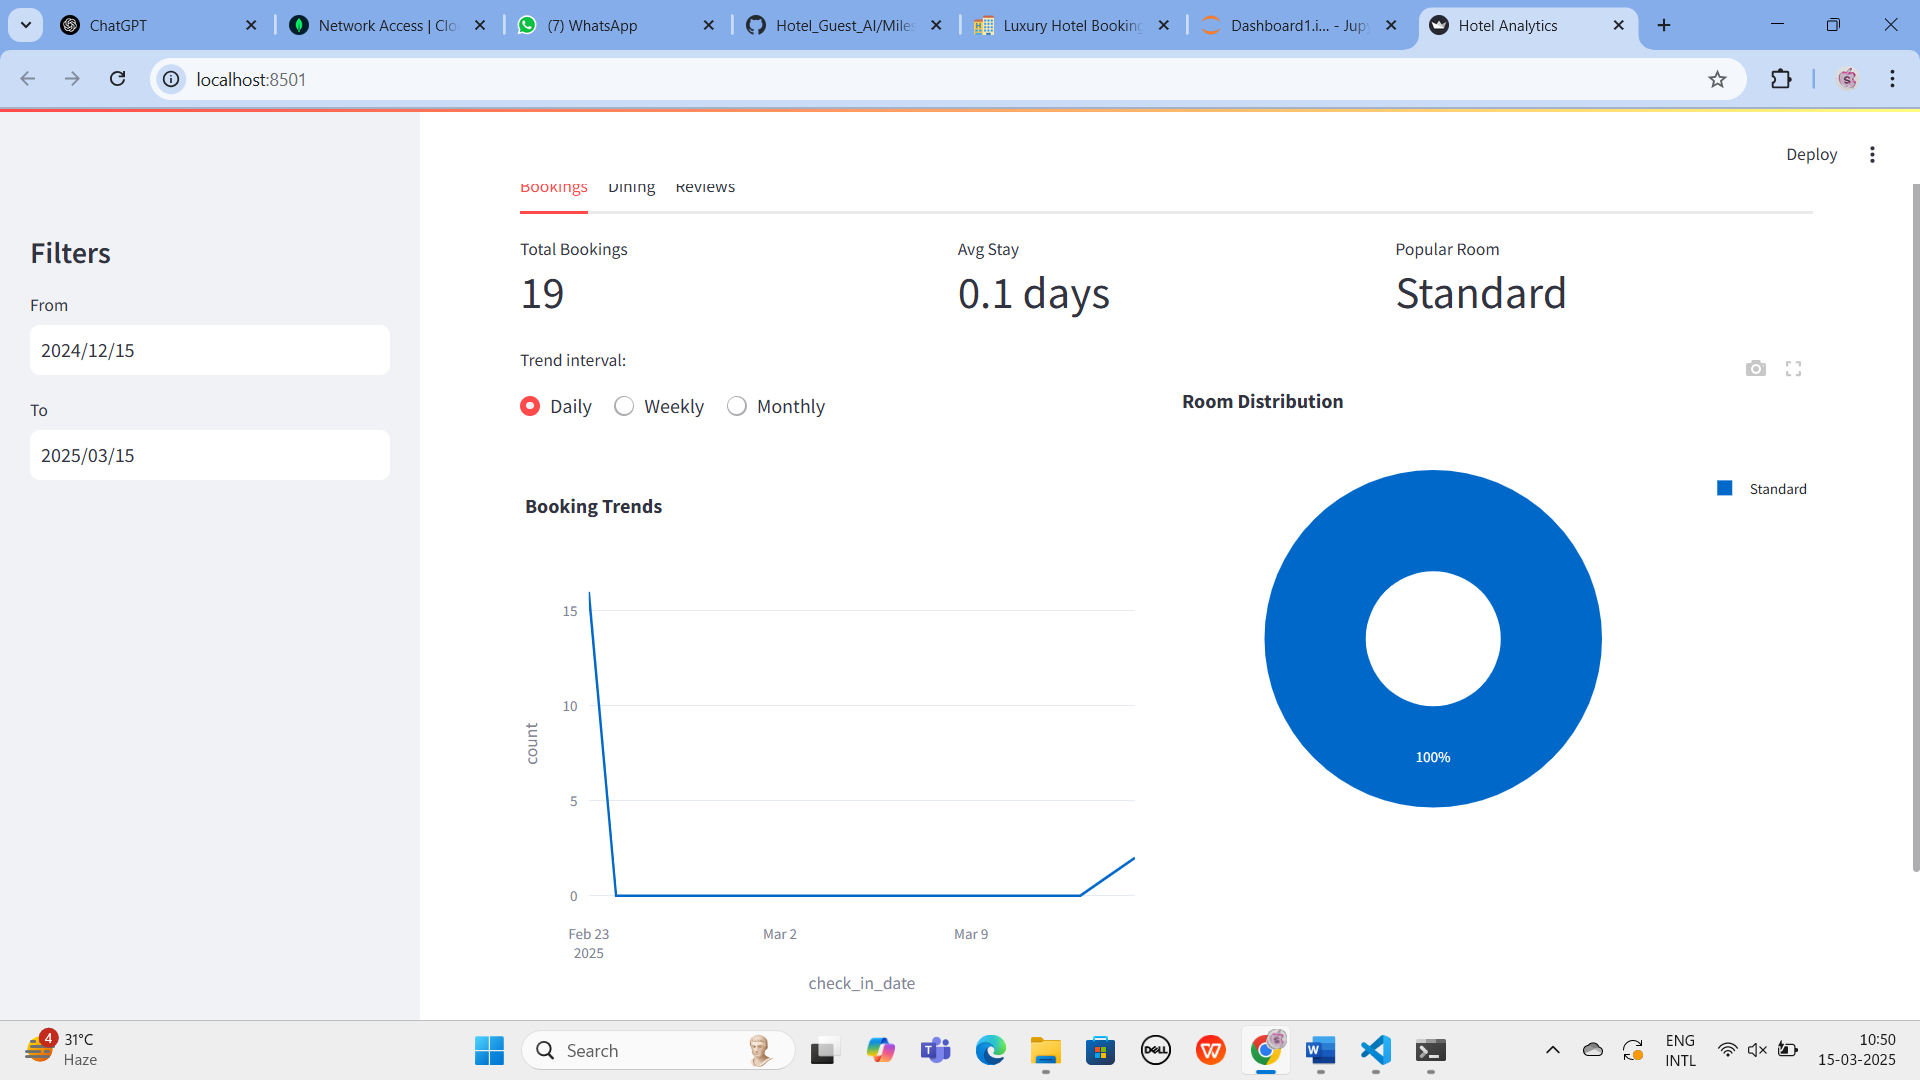 ChatGPT
Network Access | Clo
(7) WhatsApp
Hotel_Guest_AI/Miles
Luxury Hotel Booking
Dashboard1.i... - Jupy
Hotel Analytics
localhost:8501
Deploy
Bookings Dining Reviews
Filters
From
2024/12/15
To
2025/03/15
Total Bookings
19
Avg Stay
0.1 days
Popular Room
Standard
Trend interval:
Daily Weekly Monthly
Booking Trends
15
10
5
0
count
Feb 23
2025
Mar 2
Mar 9
check_in_date
Room Distribution
Standard
100%
4
31°C
Haze
Search
DELL
ENG
INTL
10:50
15-03-2025